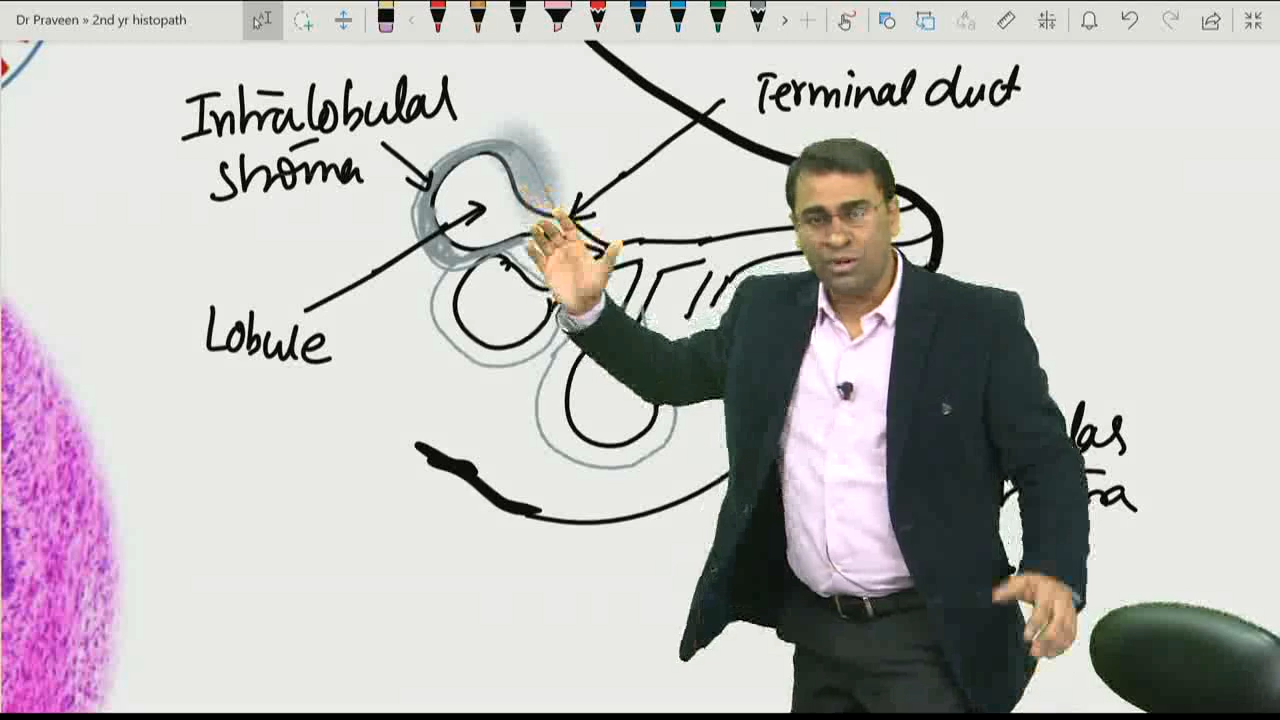 Dr Praveen » 2nd yr histopath
Intralobular
stroma
Terminal duct
Lobule